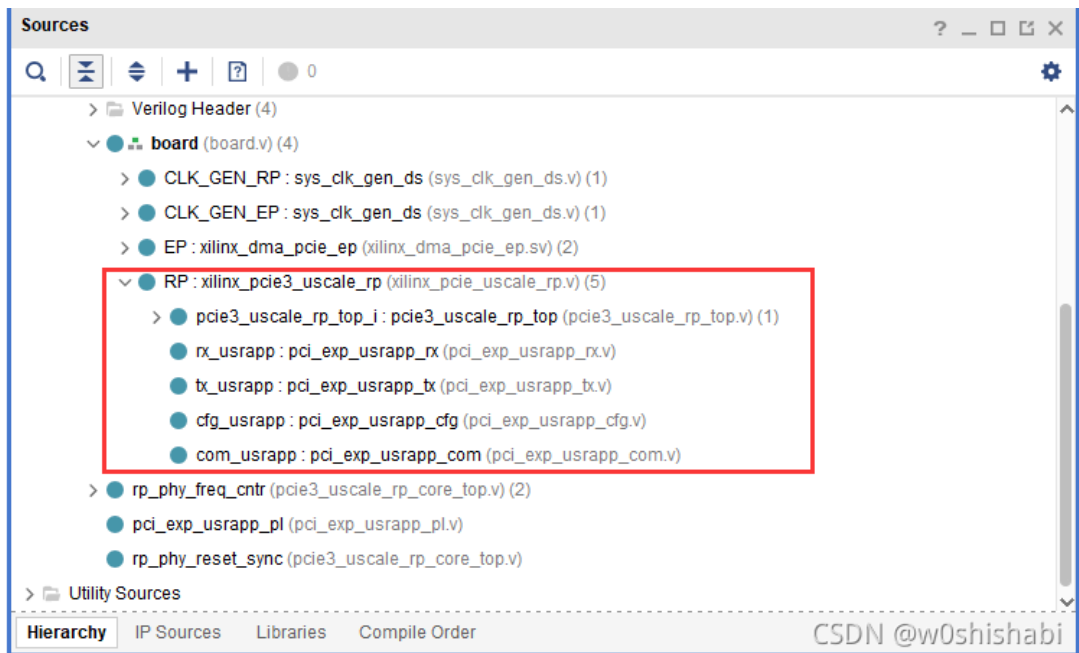 Sources
0
Verilog Header (4)
board (board.v) (4)
CLK_GEN_RP : sys_clk_gen_ds (sys_clk_gen_ds.v) (1)
CLK_GEN_EP : sys_clk_gen_ds (sys_clk_gen_ds.v) (1)
EP : xilinx_dma_pcie_ep (xilinx_dma_pcie_ep.sv) (2)
RP : xilinx_pcie3_uscale_rp (xilinx_pcie_uscale_rp.v) (5)
pcie3_uscale_rp_top_i : pcie3_uscale_rp_top (pcie3_uscale_rp_top.v) (1)
rx_usrapp : pci_exp_usrapp_rx (pci_exp_usrapp_rx.v)
tx_usrapp : pci_exp_usrapp_tx (pci_exp_usrapp_tx.v)
cfg_usrapp : pci_exp_usrapp_cfg (pci_exp_usrapp_cfg.v)
com_usrapp : pci_exp_usrapp_com (pci_exp_usrapp_com.v)
rp_phy_freq_cntr (pcie3_uscale_rp_core_top.v) (2)
pci_exp_usrapp_pl (pci_exp_usrapp_pl.v)
rp_phy_reset_sync (pcie3_uscale_rp_core_top.v)
Utility Sources
Hierarchy IP Sources Libraries Compile Order
CSDN @w0shishabi